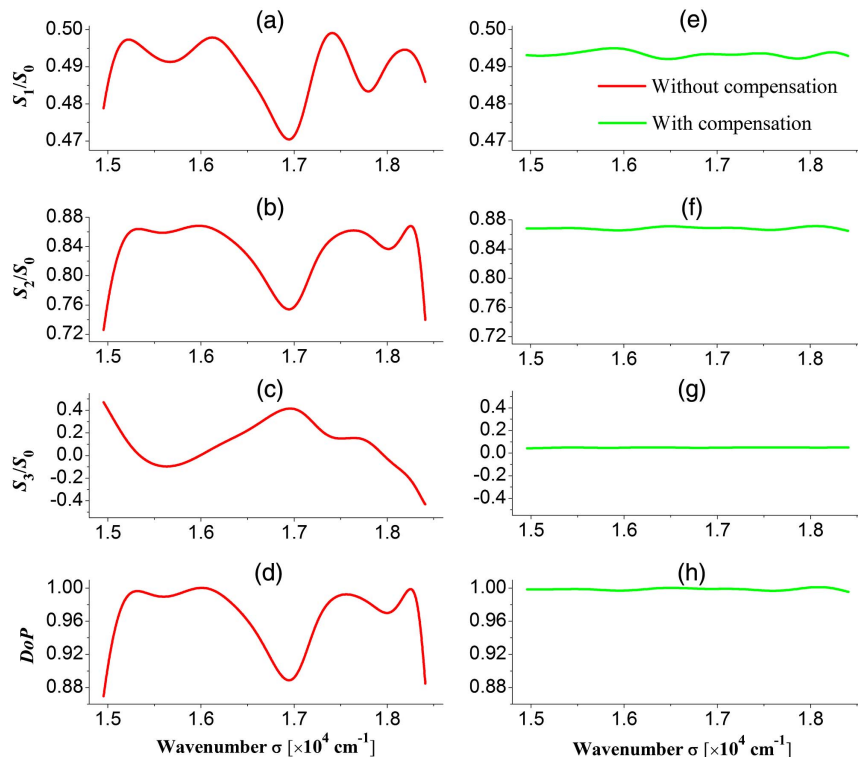 (a)
0.50
0.49
0.48
0.47
S₁/S₀
1.5 1.6 1.7 1.8
(e)
0.50
0.49
0.48
0.47
Without compensation
With compensation
1.5 1.6 1.7 1.8
(b)
0.88
0.84
0.80
0.76
0.72
S₂/S₀
1.5 1.6 1.7 1.8
(f)
0.88
0.84
0.80
0.76
0.72
1.5 1.6 1.7 1.8
(c)
0.4
0.2
0.0
-0.2
-0.4
S₃/S₀
1.5 1.6 1.7 1.8
(g)
0.4
0.2
0.0
-0.2
-0.4
1.5 1.6 1.7 1.8
(d)
1.00
0.96
0.92
0.88
DoP
1.5 1.6 1.7 1.8
Wavenumber σ [×10⁴ cm⁻¹]
(h)
1.00
0.96
0.92
0.88
1.5 1.6 1.7 1.8
Wavenumber σ [×10⁴ cm⁻¹]